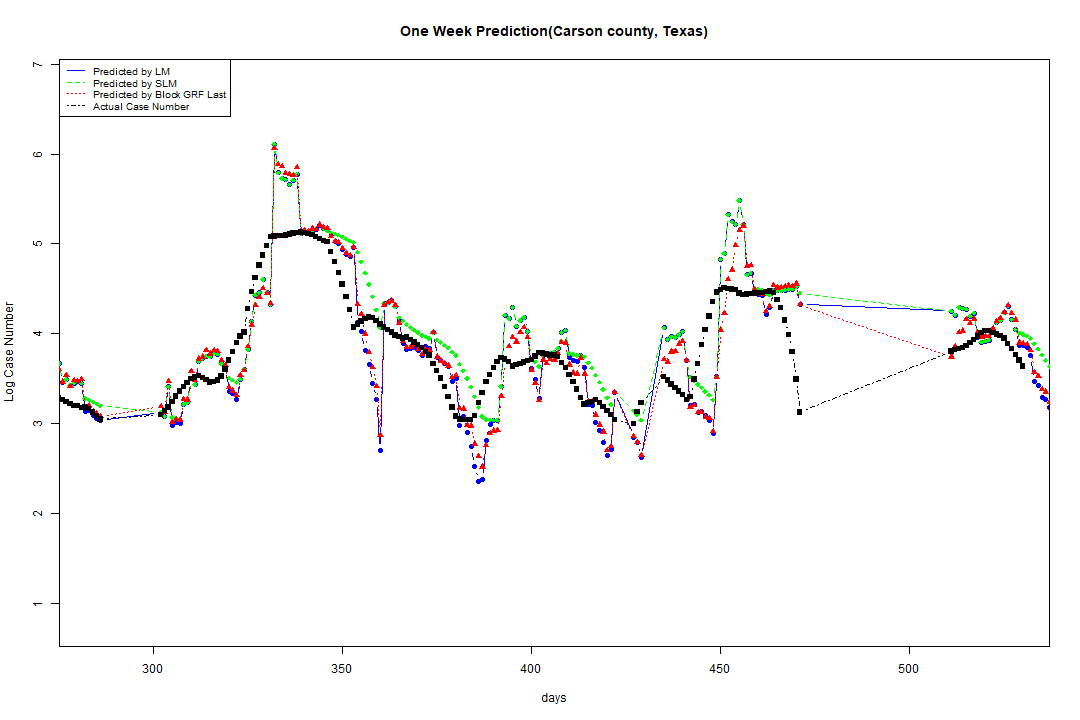 One Week Prediction(Carson county, Texas)
Predicted by LM
Predicted by SLM
Predicted by Block GRF Last
Actual Case Number
7
6
5
4
3
2
1
Log Case Number
300
350
400
450
500
days